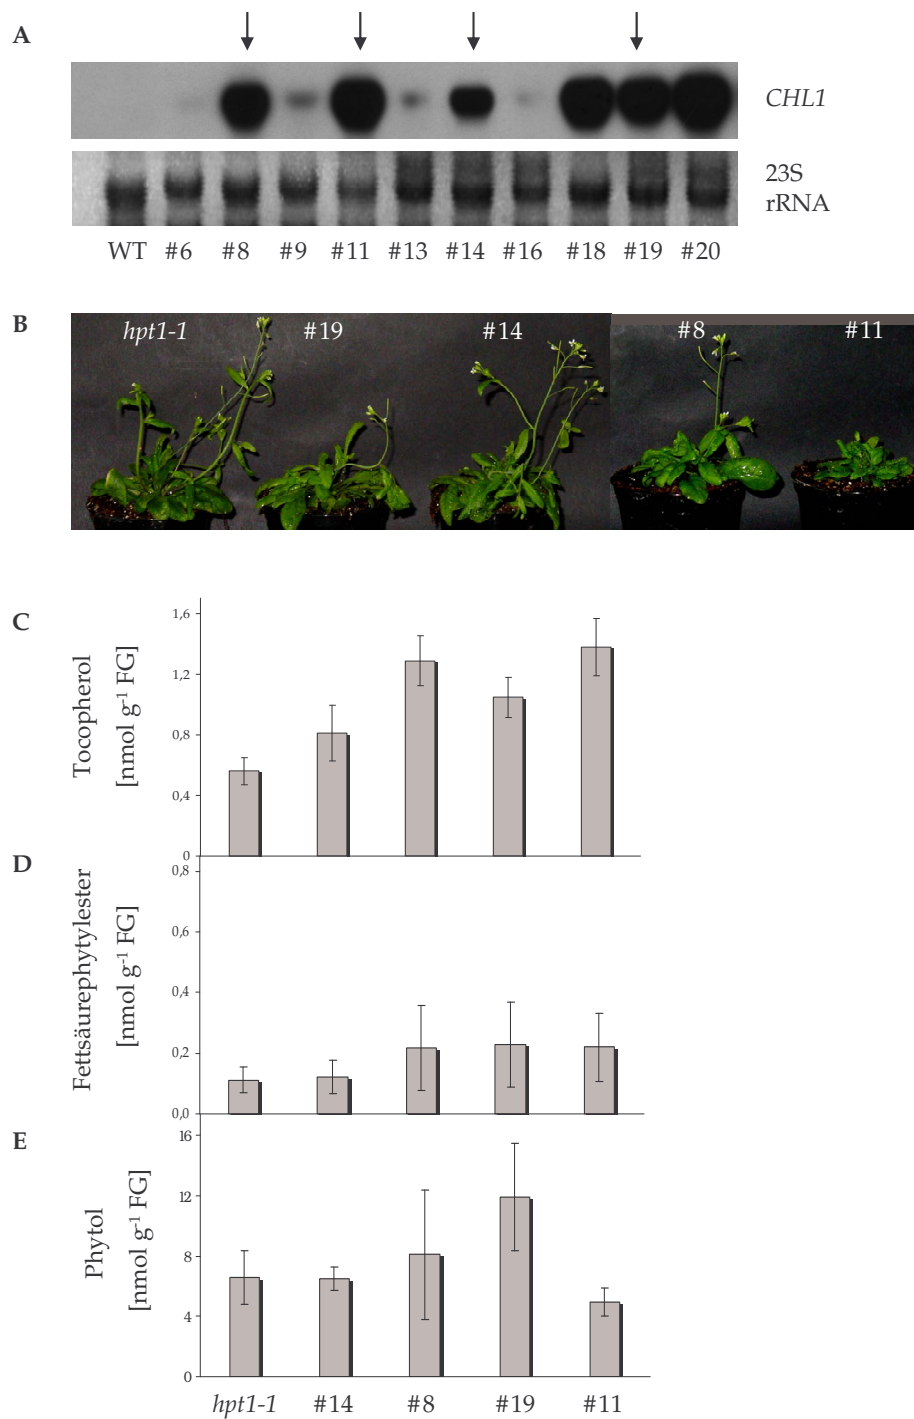 A
CHL1
23S
rRNA
WT #6 #8 #9 #11 #13 #14 #16 #18 #19 #20
B
hpt1-1 #19 #14 #8 #11
C
Tocopherol
[nmol g-1 FG]
1,6
1,2
0,8
0,4
0
D
Fettsäurephytylester
[nmol g-1 FG]
0,8
0,6
0,4
0,2
0,0
E
Phytol
[nmol g-1 FG]
16
12
8
4
0
hpt1-1 #14 #8 #19 #11